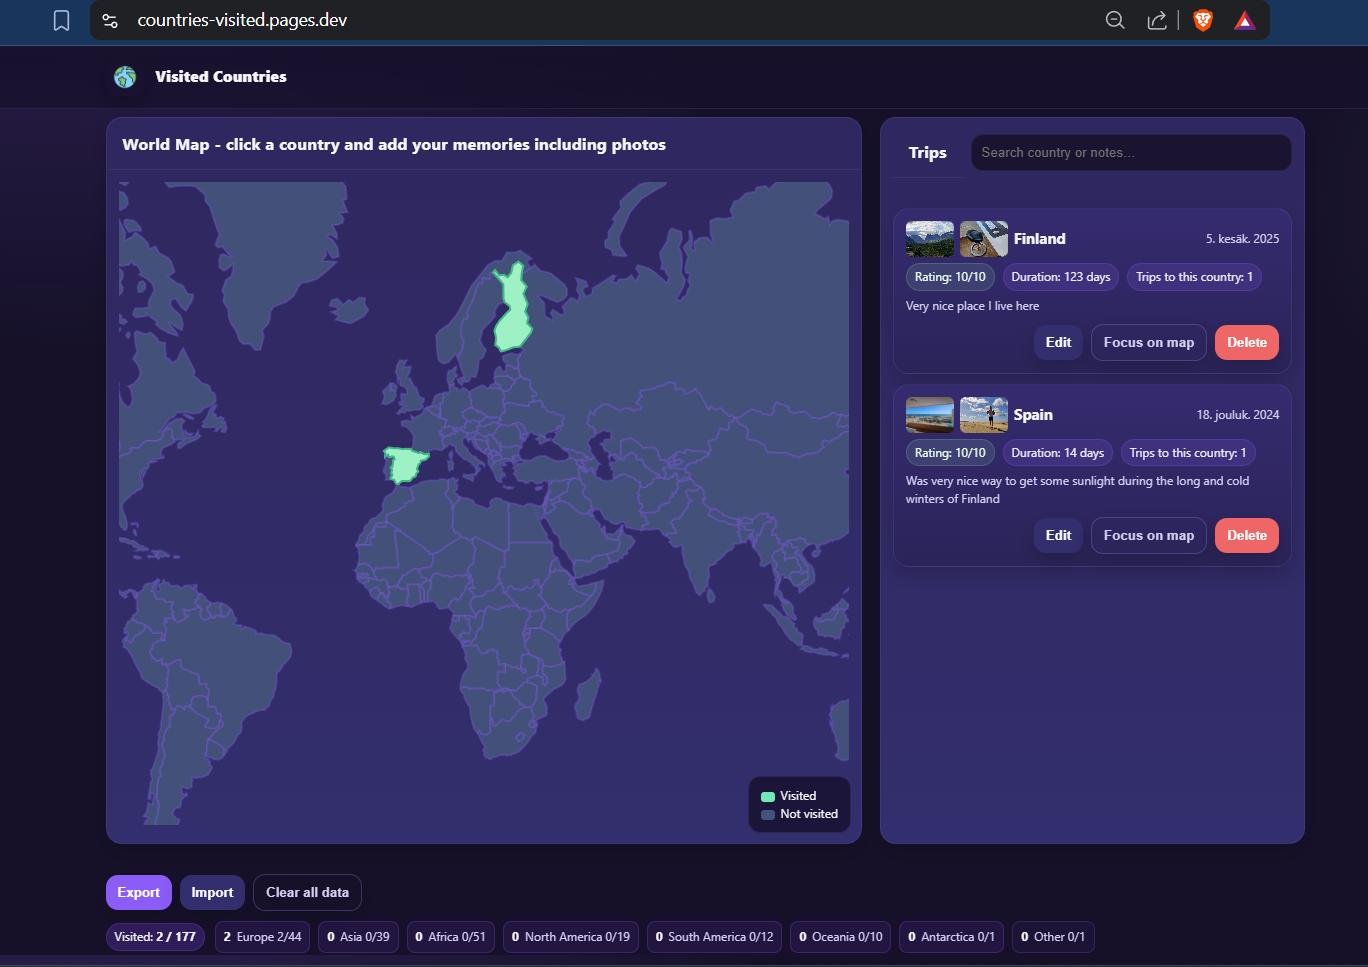 countries-visited.pages.dev
Visited Countries
World Map - click a country and add your memories including photos
Visited
Not visited
Trips
Search country or notes...
Finland
5. kesäk. 2025
Rating: 10/10
Duration: 123 days
Trips to this country: 1
Very nice place I live here
Edit
Focus on map
Delete
Spain
18. jouluk. 2024
Rating: 10/10
Duration: 14 days
Trips to this country: 1
Was very nice way to get some sunlight during the long and cold
winters of Finland
Edit
Focus on map
Delete
Export
Import
Clear all data
Visited: 2 / 177
2 Europe 2/44
0 Asia 0/39
0 Africa 0/51
0 North America 0/19
0 South America 0/12
0 Oceania 0/10
0 Antarctica 0/1
0 Other 0/1